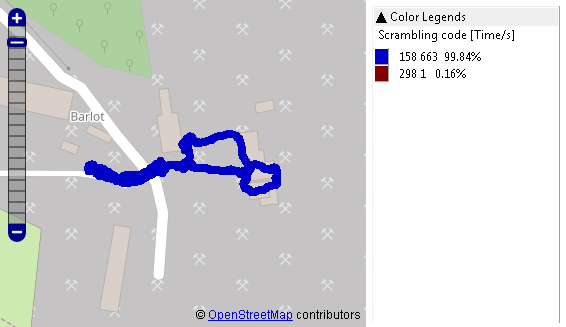 Barlot
© OpenStreetMap contributors
▲ Color Legends
Scrambling code [Time/s]
158 663 99.84%
298 1 0.16%